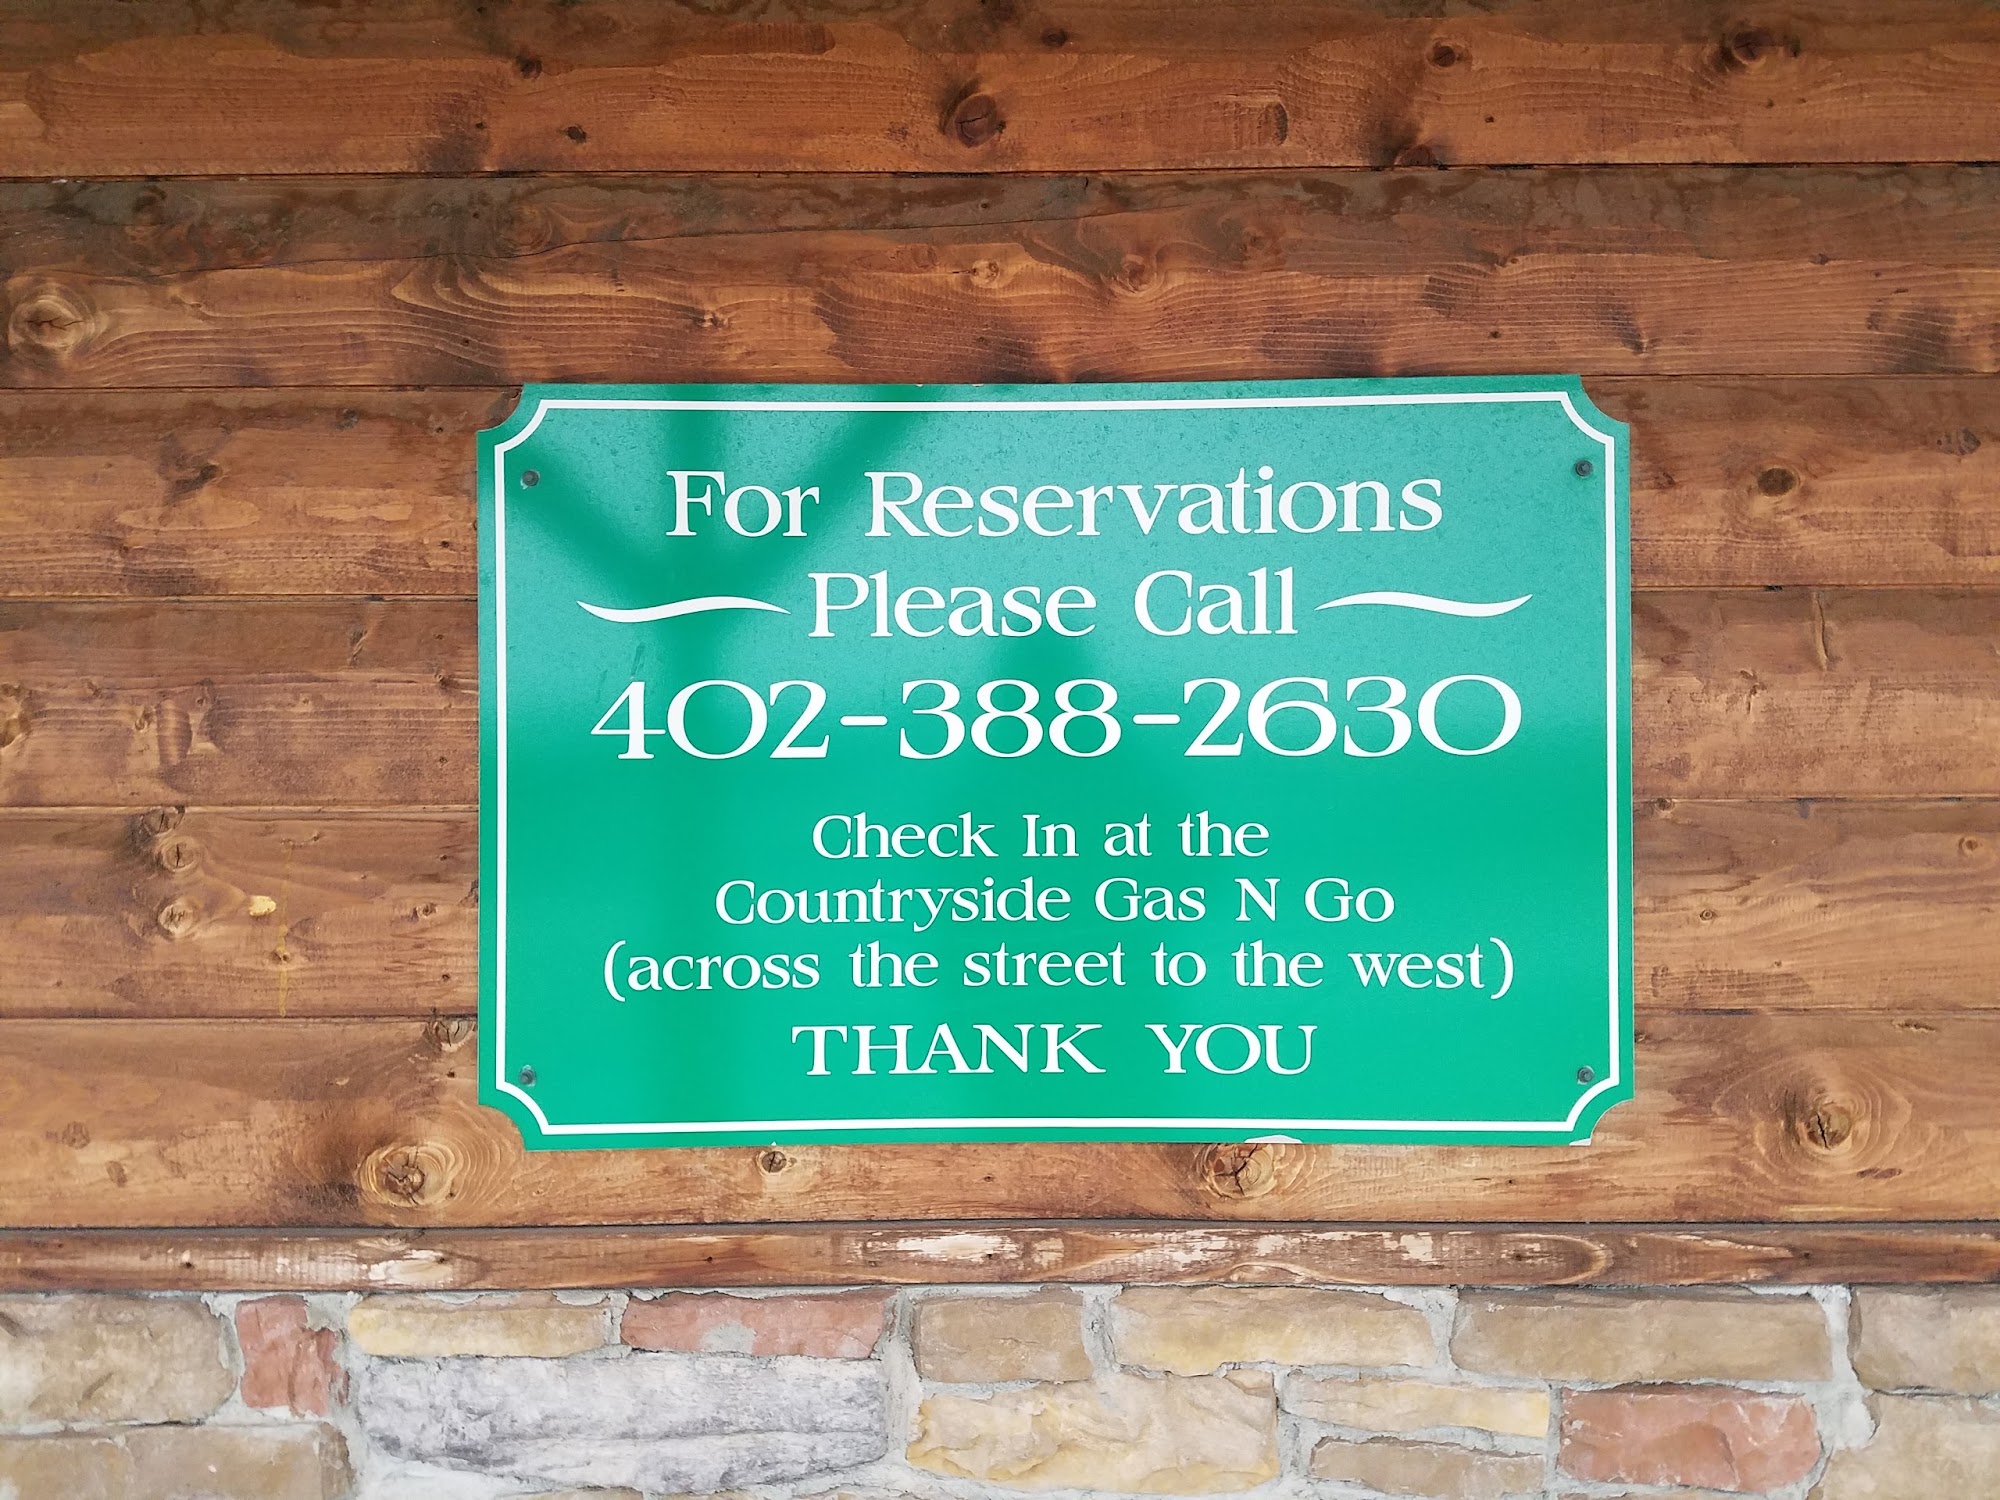 For Reservations
Please Call
402-388-2630
Check In at the
Countryside Gas N Go
(across the street to the west)
THANK YOU